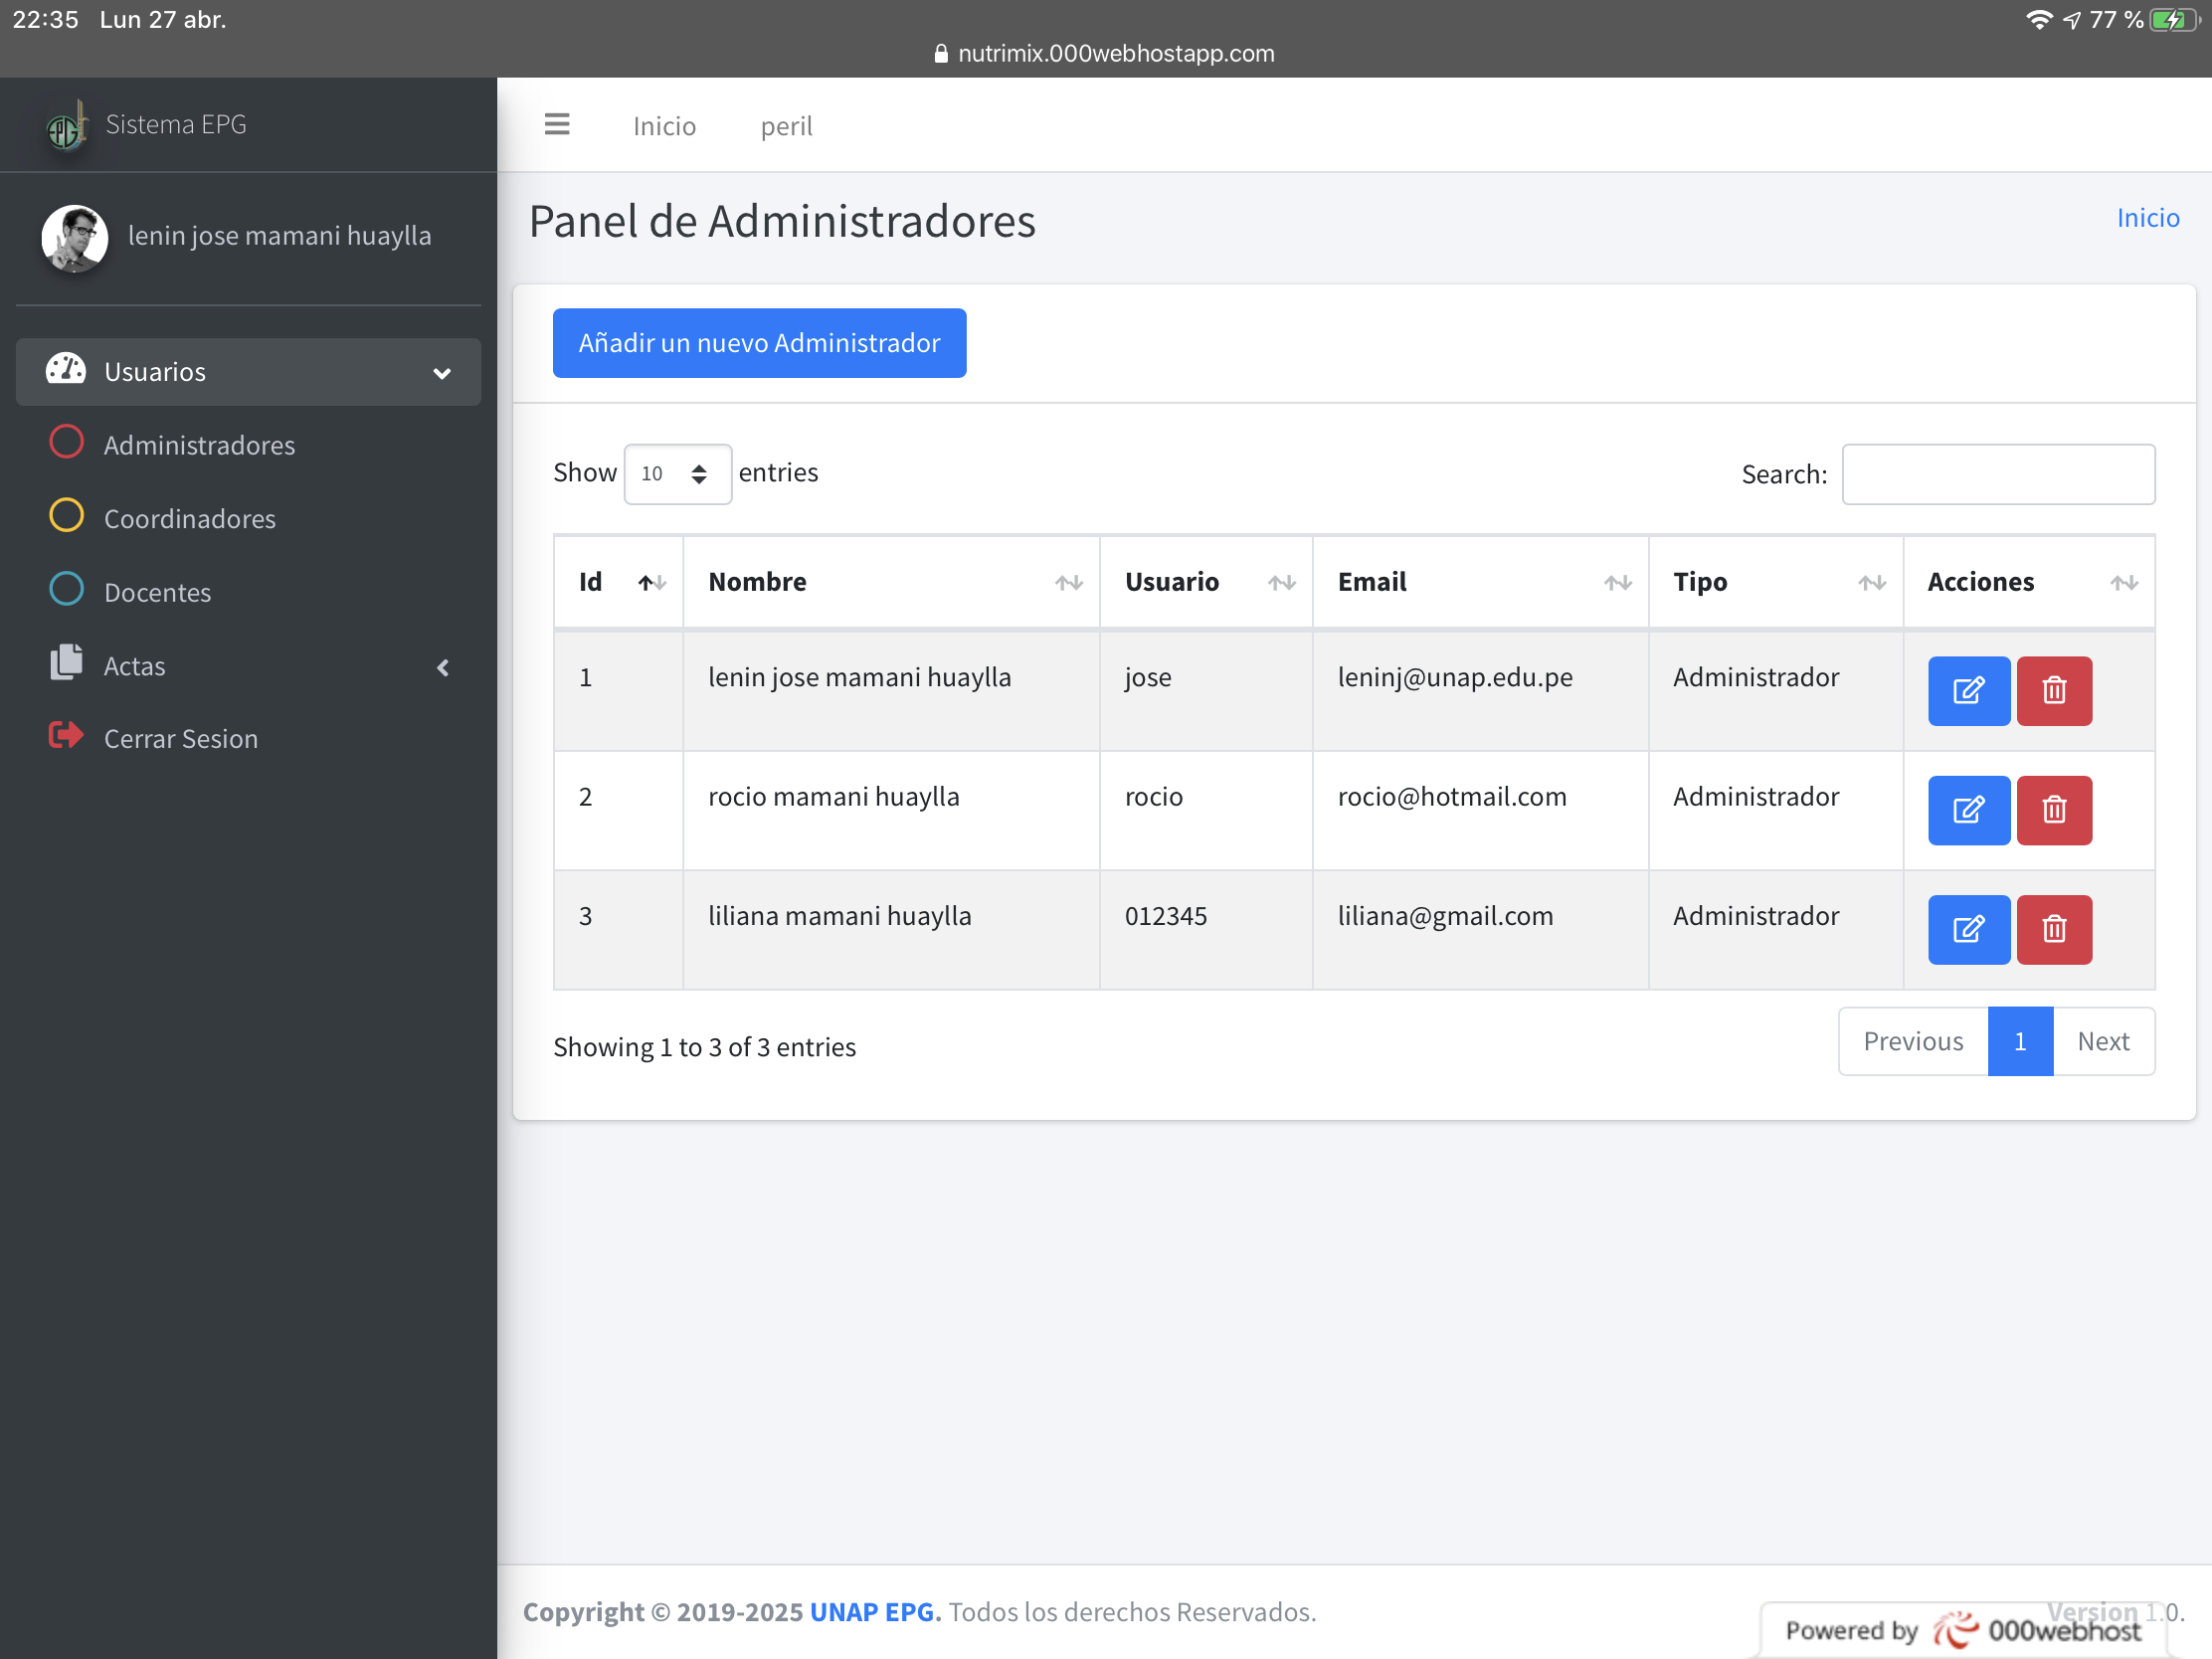 22:35 Lun 27 abr.
77 %
nutrimix.000webhostapp.com
EPG Sistema EPG
Inicio peril
lenin jose mamani huaylla
Panel de Administradores
Inicio
Usuarios
Administradores
Coordinadores
Docentes
Actas
Cerrar Sesion
Añadir un nuevo Administrador
Show 10 entries
Search:
Id Nombre Usuario Email Tipo Acciones
1 lenin jose mamani huaylla jose leninj@unap.edu.pe Administrador
2 rocio mamani huaylla rocio rocio@hotmail.com Administrador
3 liliana mamani huaylla 012345 liliana@gmail.com Administrador
Showing 1 to 3 of 3 entries
Previous 1 Next
Copyright © 2019-2025 UNAP EPG. Todos los derechos Reservados.
Version 1.0.
Powered by 000webhost